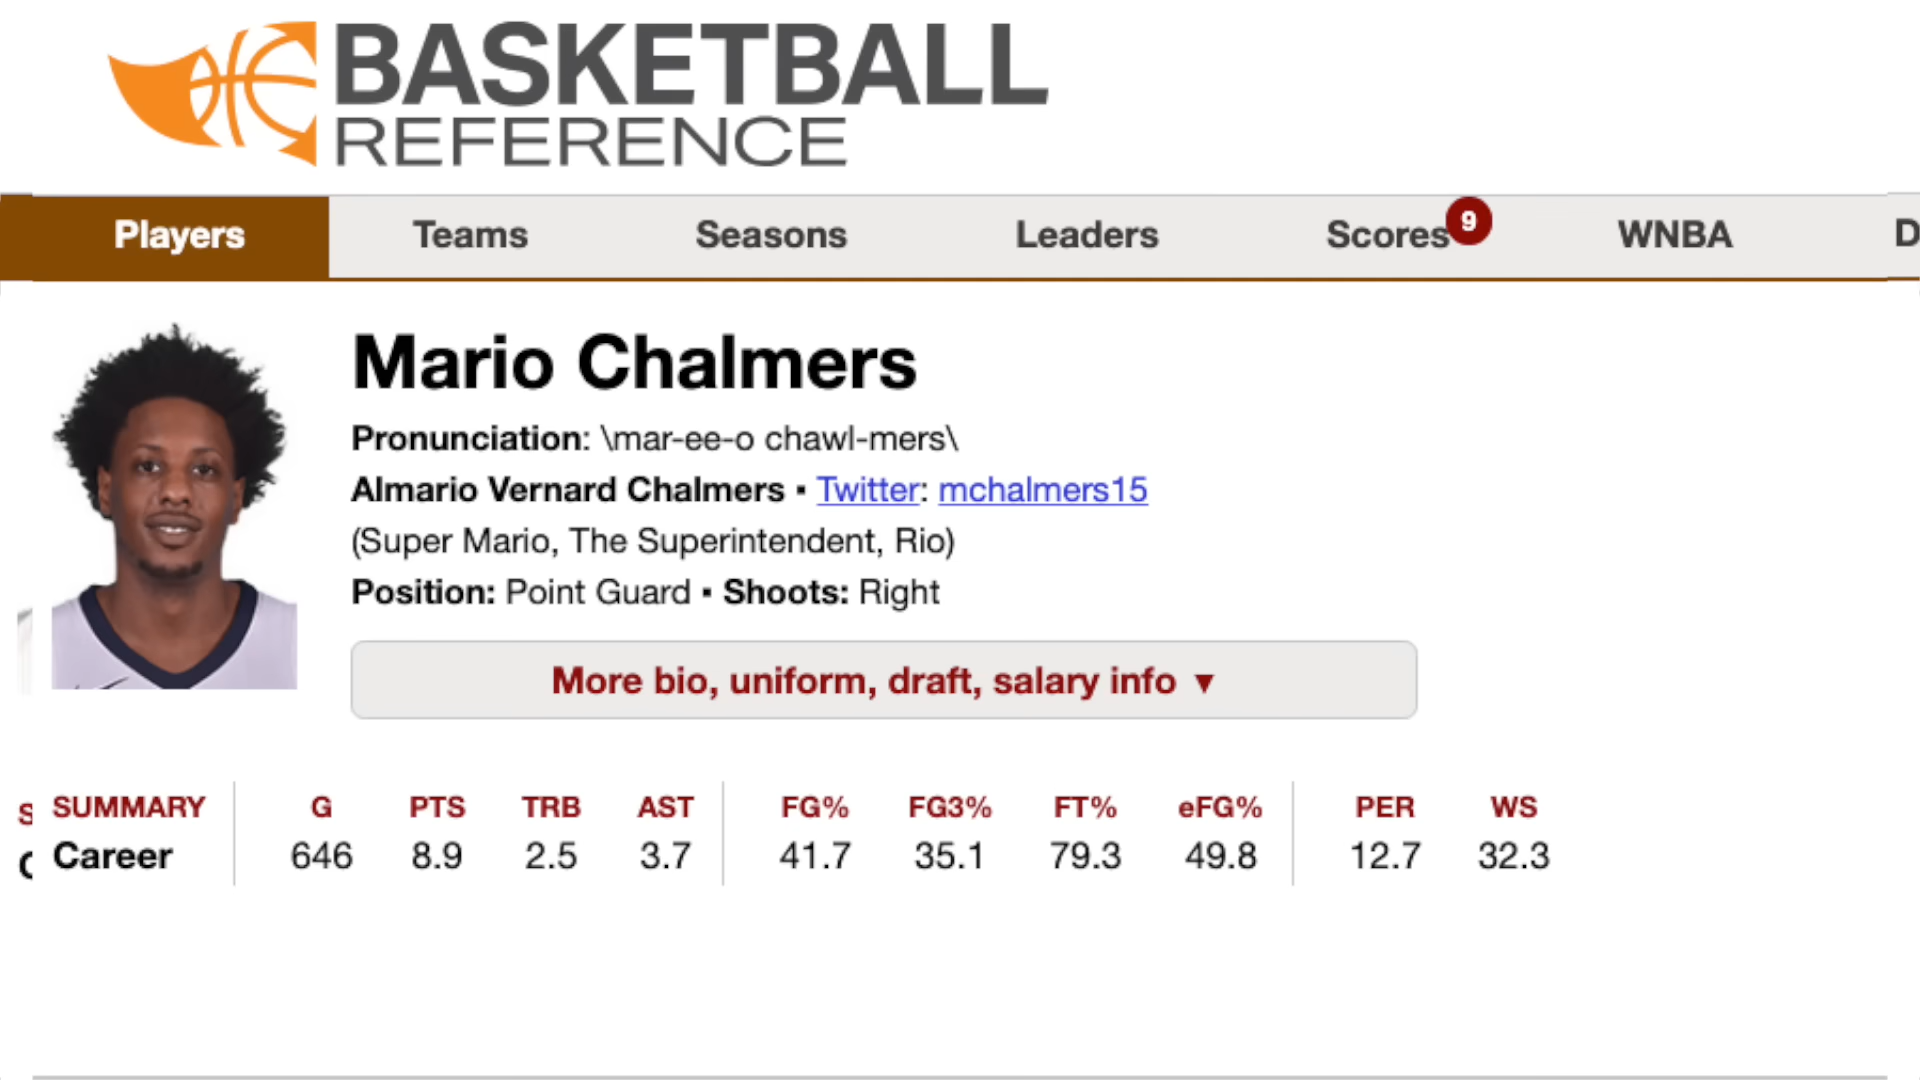 BASKETBALL
REFERENCE
Players Teams Seasons Leaders Scores 9 WNBA D
Mario Chalmers
Pronunciation: \mar-ee-o chawl-mers\
Almario Vernard Chalmers ▪ Twitter: mchalmers15
(Super Mario, The Superintendent, Rio)
Position: Point Guard ▪ Shoots: Right
More bio, uniform, draft, salary info ▼
S SUMMARY G PTS TRB AST FG% FG3% FT% eFG% PER WS
C Career 646 8.9 2.5 3.7 41.7 35.1 79.3 49.8 12.7 32.3